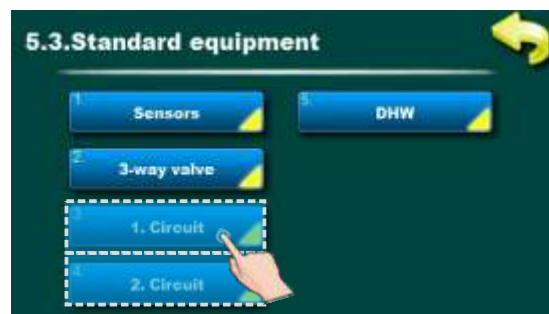 5.3.Standard equipment
1.
Sensors
5.
DHW
2.
3-way valve
3.
1. Circuit
4.
2. Circuit